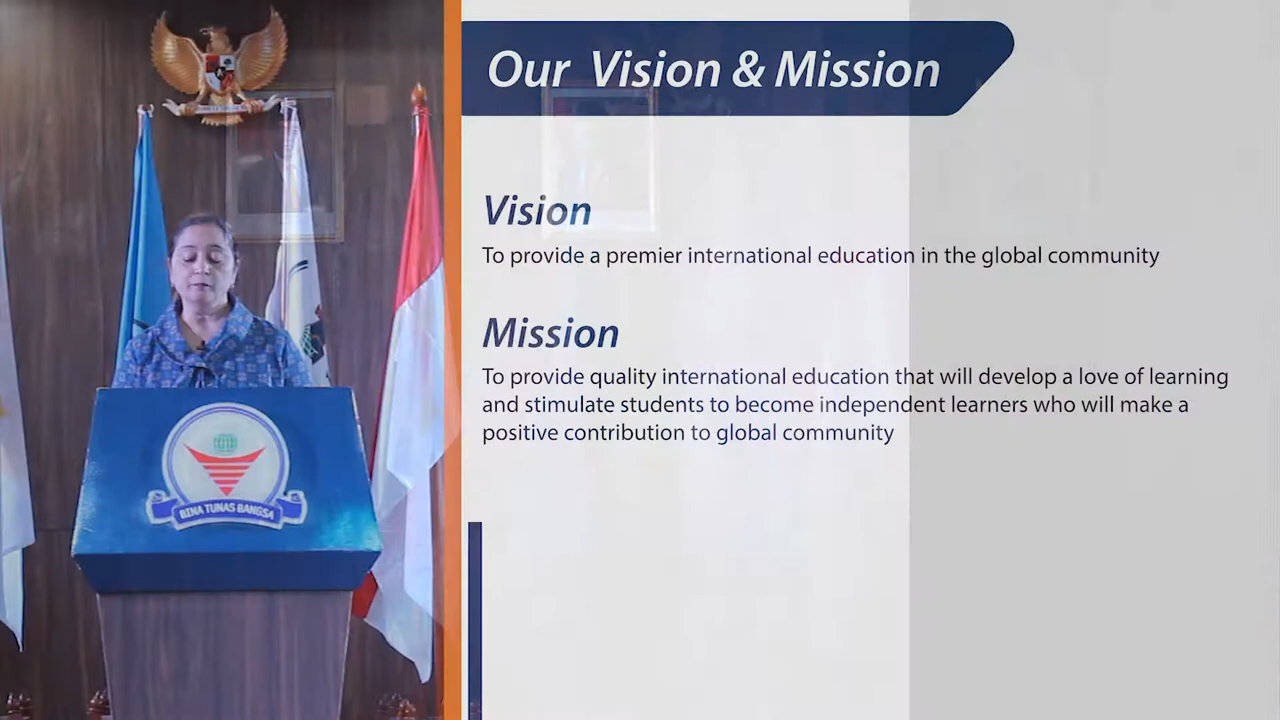 Our Vision & Mission
Vision
To provide a premier international education in the global community
Mission
To provide quality international education that will develop a love of learning
and stimulate students to become independent learners who will make a
positive contribution to global community
BINA TUNAS BANGSA